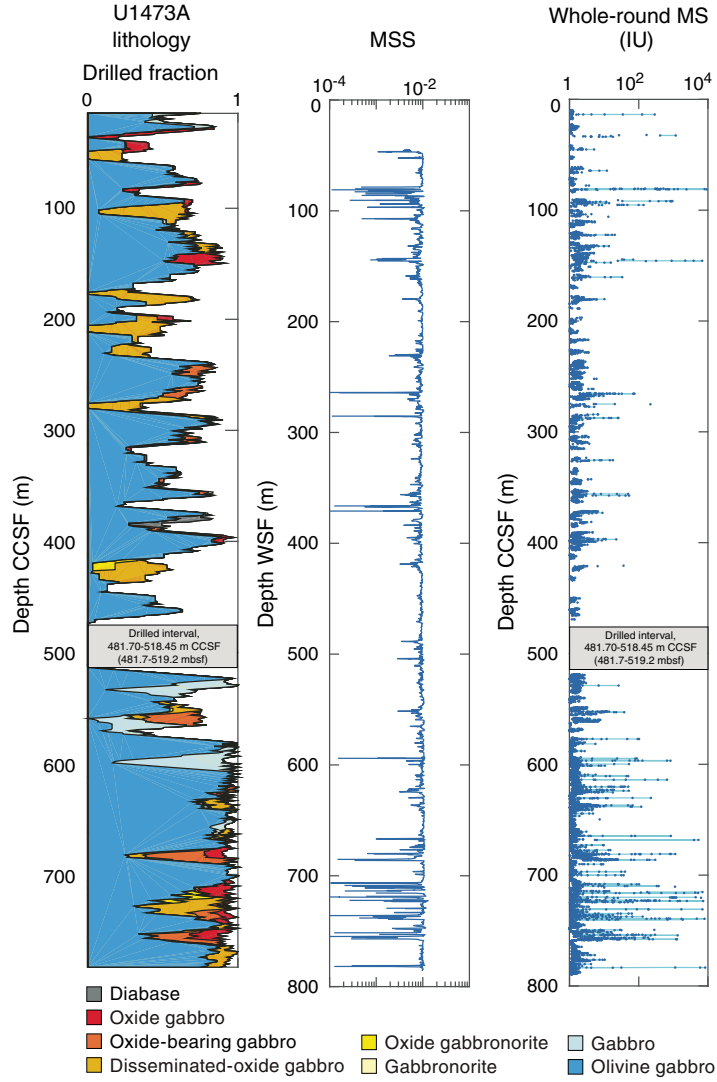 U1473A
lithology
Drilled fraction
0 1
100
200
300
400
500
600
700
Depth CCSF (m)
Drilled interval,
481.70-518.45 m CCSF
(481.7-519.2 mbsf)
MSS
10-4 10-2
0
100
200
300
400
500
600
700
800
Depth WSF (m)
Whole-round MS
(IU)
1 102 104
0
100
200
300
400
500
600
700
800
Depth CCSF (m)
Drilled interval,
481.70-518.45 m CCSF
(481.7-519.2 mbsf)
Diabase
Oxide gabbro
Oxide-bearing gabbro
Disseminated-oxide gabbro
Oxide gabbronorite
Gabbronorite
Gabbro
Olivine gabbro